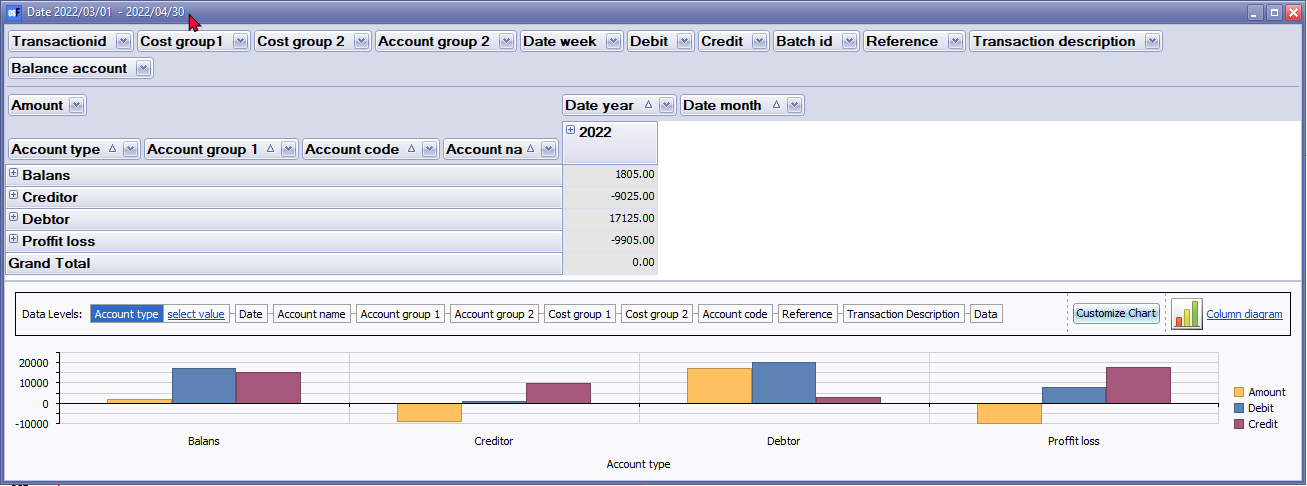 Date 2022/03/01 - 2022/04/30
Transactionid Cost group1 Cost group 2 Account group 2 Date week Debit Credit Batch id Reference Transaction description
Balance account
Amount Date year Date month
2022
Account type Account group 1 Account code Account na
Balans 1805.00
Creditor -9025.00
Debtor 17125.00
Proffit loss -9905.00
Grand Total 0.00
Data Levels: Account type select value Date Account name Account group 1 Account group 2 Cost group 1 Cost group 2 Account code Reference Transaction Description Data Customize Chart Column diagram
20000
10000
0
-10000
Balans Creditor Debtor Proffit loss
Account type
Amount
Debit
Credit